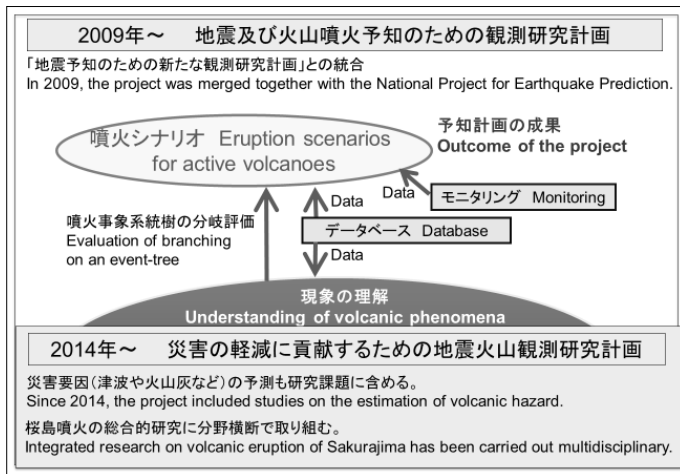 2009年～　地震及び火山噴火予知のための観測研究計画
「地震予知のための新たな観測研究計画」との統合
In 2009, the project was merged together with the National Project for Earthquake Prediction.
噴火シナリオ Eruption scenarios
for active volcanoes
予知計画の成果
Outcome of the project
Data
モニタリング Monitoring
Data
噴火事象系統樹の分岐評価
Evaluation of branching
on an event-tree
データベース Database
Data
現象の理解
Understanding of volcanic phenomena
2014年～　災害の軽減に貢献するための地震火山観測研究計画
災害要因（津波や火山灰など）の予測も研究課題に含める。
Since 2014, the project included studies on the estimation of volcanic hazard.
桜島噴火の総合的研究に分野横断で取り組む。
Integrated research on volcanic eruption of Sakurajima has been carried out multidisciplinary.